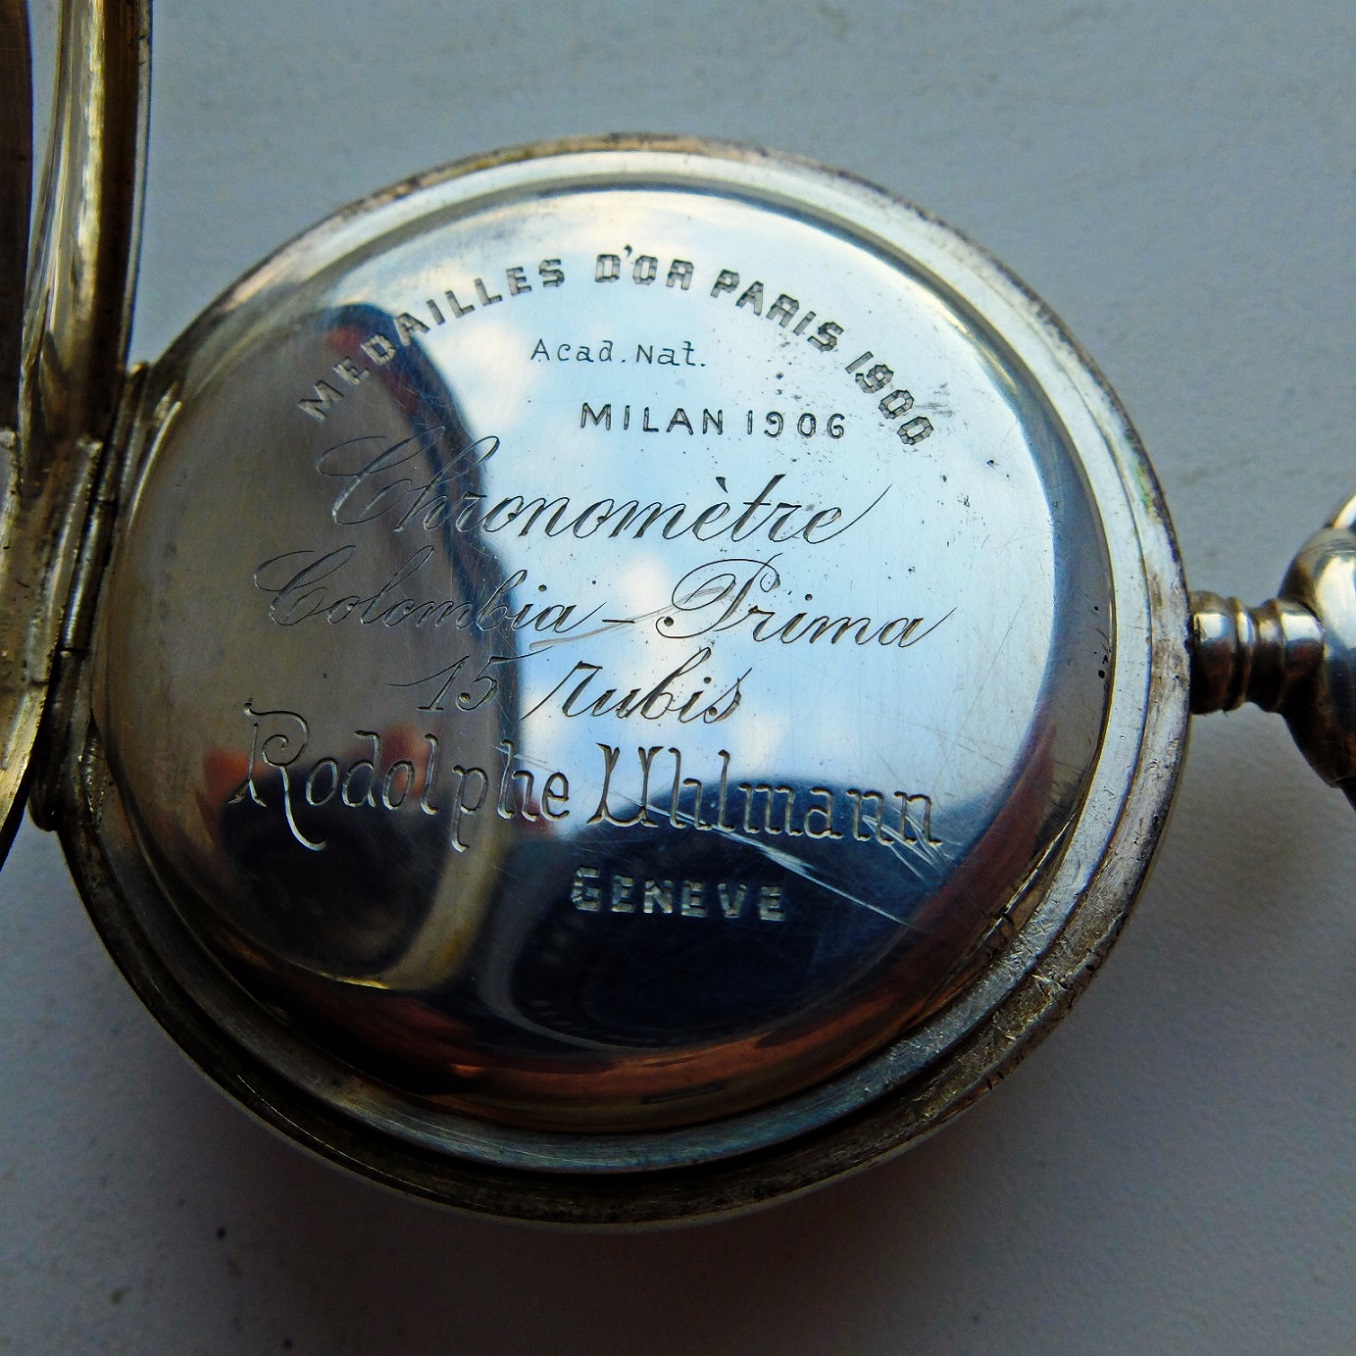 MEDAILLES D'OR PARIS 1900
Acad. Nat.
MILAN 1906
Chronomètre
Colombia - Prima
15 rubis
Rodolphe Uhlmann
GENEVE